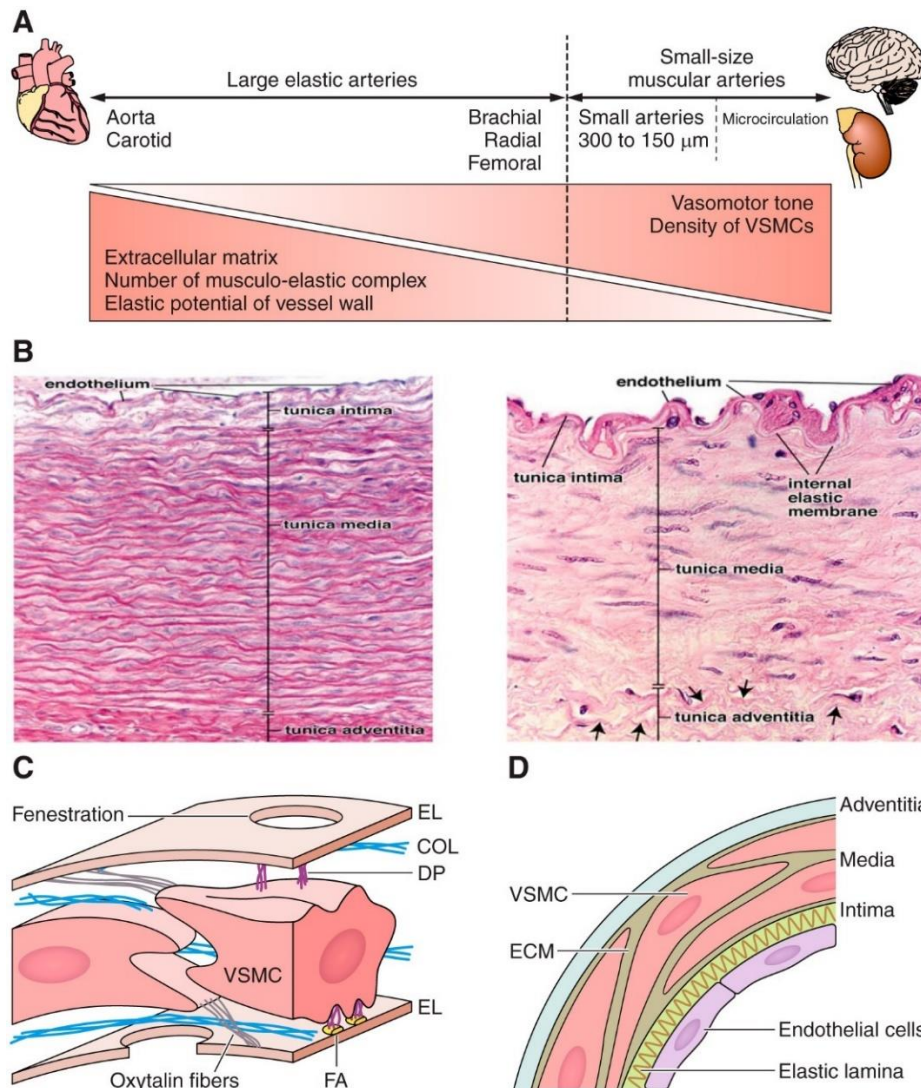 A
Large elastic arteries
Small-size
muscular arteries
Aorta
Carotid
Brachial
Radial
Femoral
Small arteries
300 to 150 μm
Microcirculation
Vasomotor tone
Density of VSMCs
Extracellular matrix
Number of musculo-elastic complex
Elastic potential of vessel wall
B
endothelium
tunica intima
tunica media
tunica adventitia
endothelium
tunica intima
internal
elastic
membrane
tunica media
tunica adventitia
C
Fenestration
EL
COL
DP
VSMC
EL
Oxytalin fibers
FA
D
Adventitia
Media
VSMC
Intima
ECM
Endothelial cells
Elastic lamina